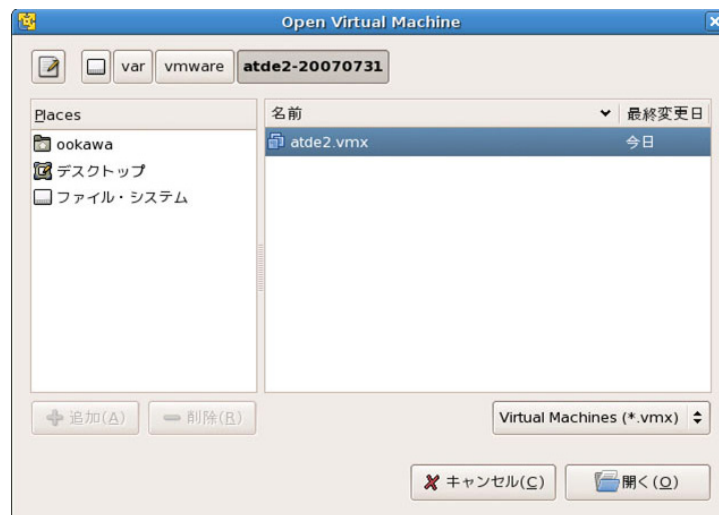 Open Virtual Machine
var vmware atde2-20070731
Places
ookawa
デスクトップ
ファイル・システム
名前 最終変更日
atde2.vmx 今日
追加(A) 削除(R)
Virtual Machines (*.vmx)
キャンセル(C) 開く(O)